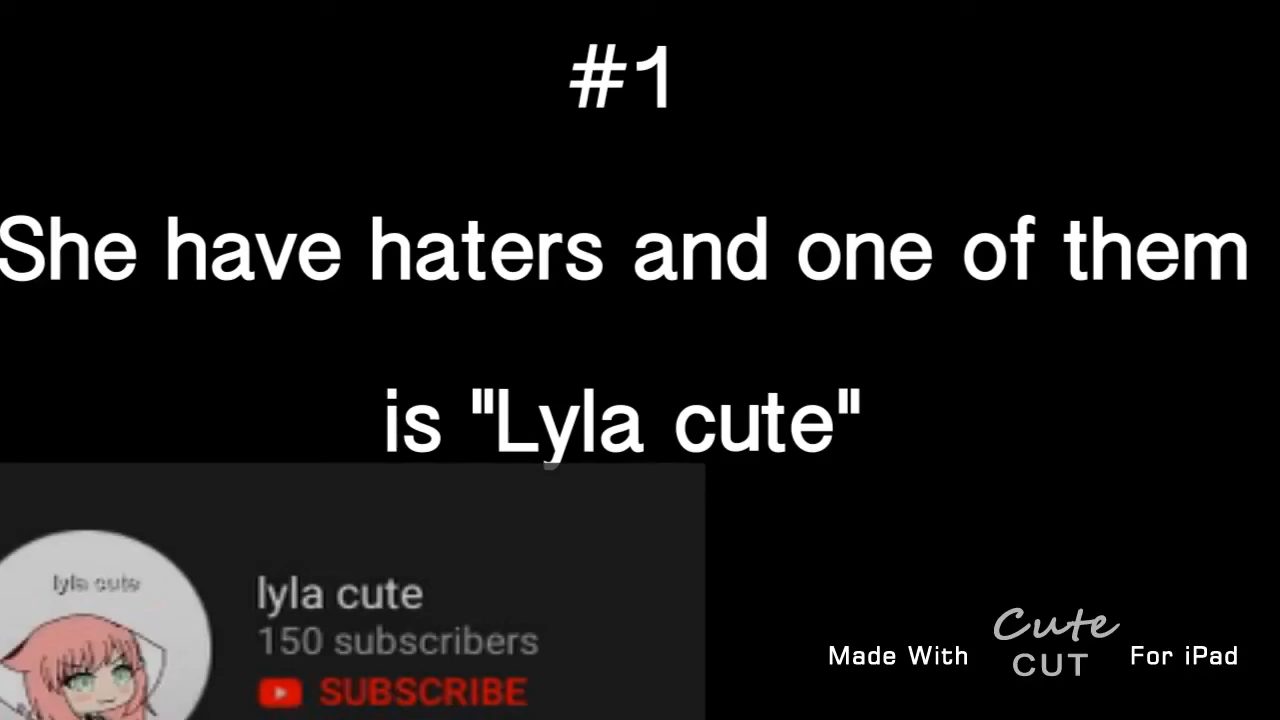 #1
She have haters and one of them
is "Lyla cute"
lyla cute
lyla cute
150 subscribers
SUBSCRIBE
Made With Cute CUT For iPad